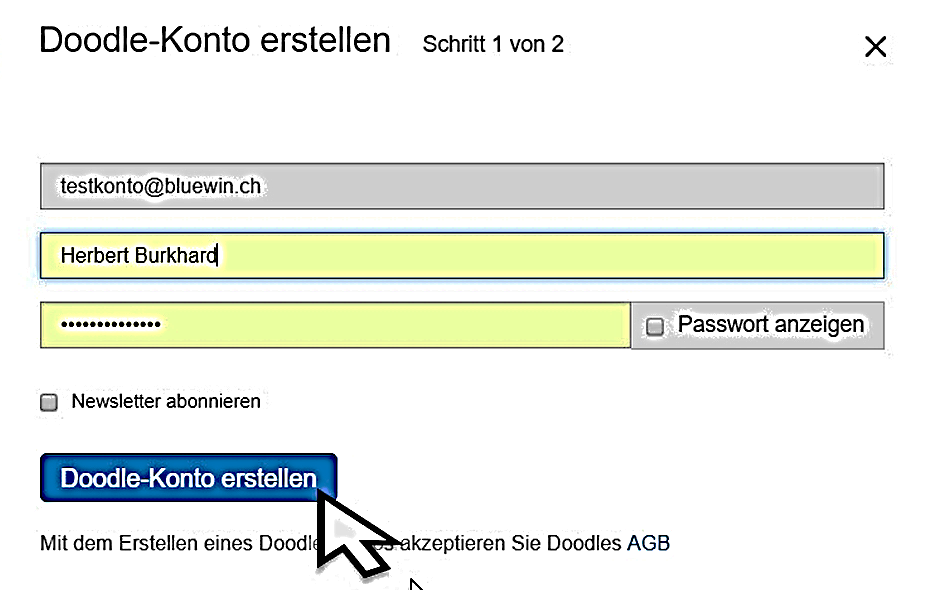 Doodle-Konto erstellen Schritt 1 von 2
testkonto@bluewin.ch
Herbert Burkhard
••••••••••••••
Passwort anzeigen
Newsletter abonnieren
Doodle-Konto erstellen
Mit dem Erstellen eines Doodle akzeptieren Sie Doodles AGB